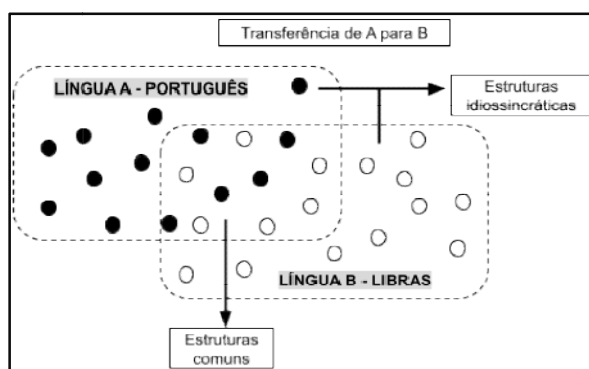 Transferência de A para B
LÍNGUA A - PORTUGUÊS
Estruturas
idiossincráticas
LÍNGUA B - LIBRAS
Estruturas
comuns